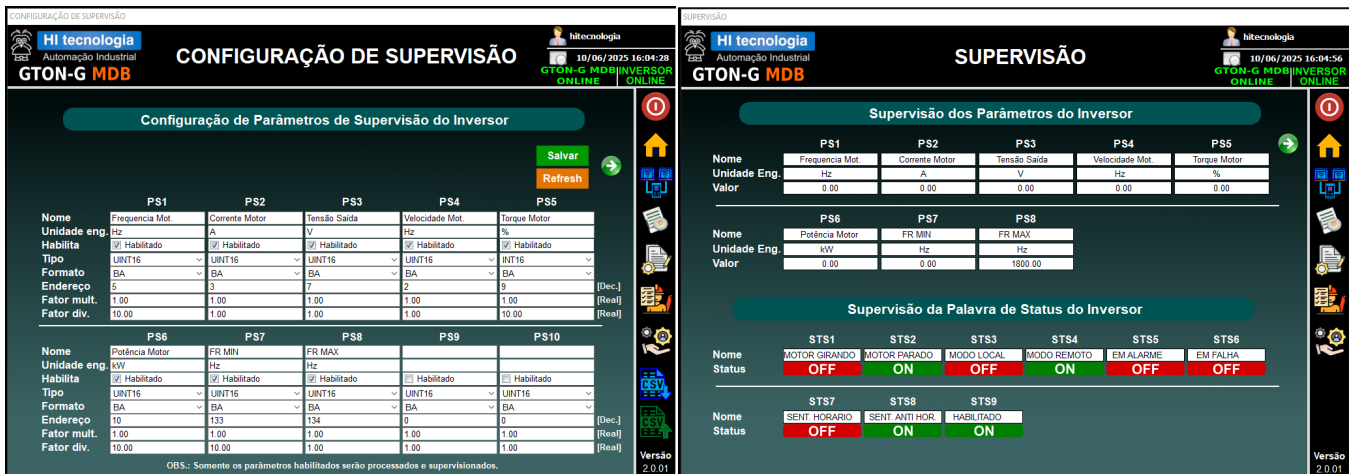 CONFIGURAÇÃO DE SUPERVISÃO
HI tecnologia
Automação Industrial
GTON-G MDB
CONFIGURAÇÃO DE SUPERVISÃO
hitecnologia
10/06/2025 16:04:28
GTON-G MDB ONLINE
INVERSOR ONLINE
Configuração de Parâmetros de Supervisão do Inversor
Salvar
Refresh
PS1 PS2 PS3 PS4 PS5
Nome Frequencia Mot. Corrente Motor Tensão Saída Velocidade Mot. Torque Motor
Unidade eng. Hz A V Hz %
Habilita Habilitado Habilitado Habilitado Habilitado Habilitado
Tipo UINT16 UINT16 UINT16 UINT16 INT16
Formato BA BA BA BA BA
Endereço 5 3 7 2 9 [Dec.]
Fator mult. 1.00 1.00 1.00 1.00 1.00 [Real]
Fator div. 10.00 10.00 1.00 1.00 10.00 [Real]
PS6 PS7 PS8 PS9 PS10
Nome Potência Motor FR MIN FR MAX
Unidade eng. kW Hz Hz
Habilita Habilitado Habilitado Habilitado Habilitado Habilitado
Tipo UINT16 UINT16 UINT16 UINT16 UINT16
Formato BA BA BA BA BA
Endereço 10 133 134 0 0 [Dec.]
Fator mult. 1.00 1.00 1.00 1.00 1.00 [Real]
Fator div. 10.00 10.00 1.00 1.00 1.00 [Real]
OBS.: Somente os parâmetros habilitados serão processados e supervisionados.
CSV
CSV
Versão
2.0.01
SUPERVISÃO
HI tecnologia
Automação Industrial
GTON-G MDB
SUPERVISÃO
hitecnologia
10/06/2025 16:04:56
GTON-G MDB ONLINE
INVERSOR ONLINE
Supervisão dos Parâmetros do Inversor
PS1 PS2 PS3 PS4 PS5
Nome Frequencia Mot. Corrente Motor Tensão Saída Velocidade Mot. Torque Motor
Unidade Eng. Hz A V Hz %
Valor 0.00 0.00 0.00 0.00 0.00
PS6 PS7 PS8
Nome Potência Motor FR MIN FR MAX
Unidade Eng. kW Hz Hz
Valor 0.00 0.00 1800.00
Supervisão da Palavra de Status do Inversor
STS1 STS2 STS3 STS4 STS5 STS6
Nome MOTOR GIRANDO MOTOR PARADO MODO LOCAL MODO REMOTO EM ALARME EM FALHA
Status OFF ON OFF ON OFF OFF
STS7 STS8 STS9
Nome SENT. HORARIO SENT. ANTI HOR. HABILITADO
Status OFF ON ON
Versão
2.0.01